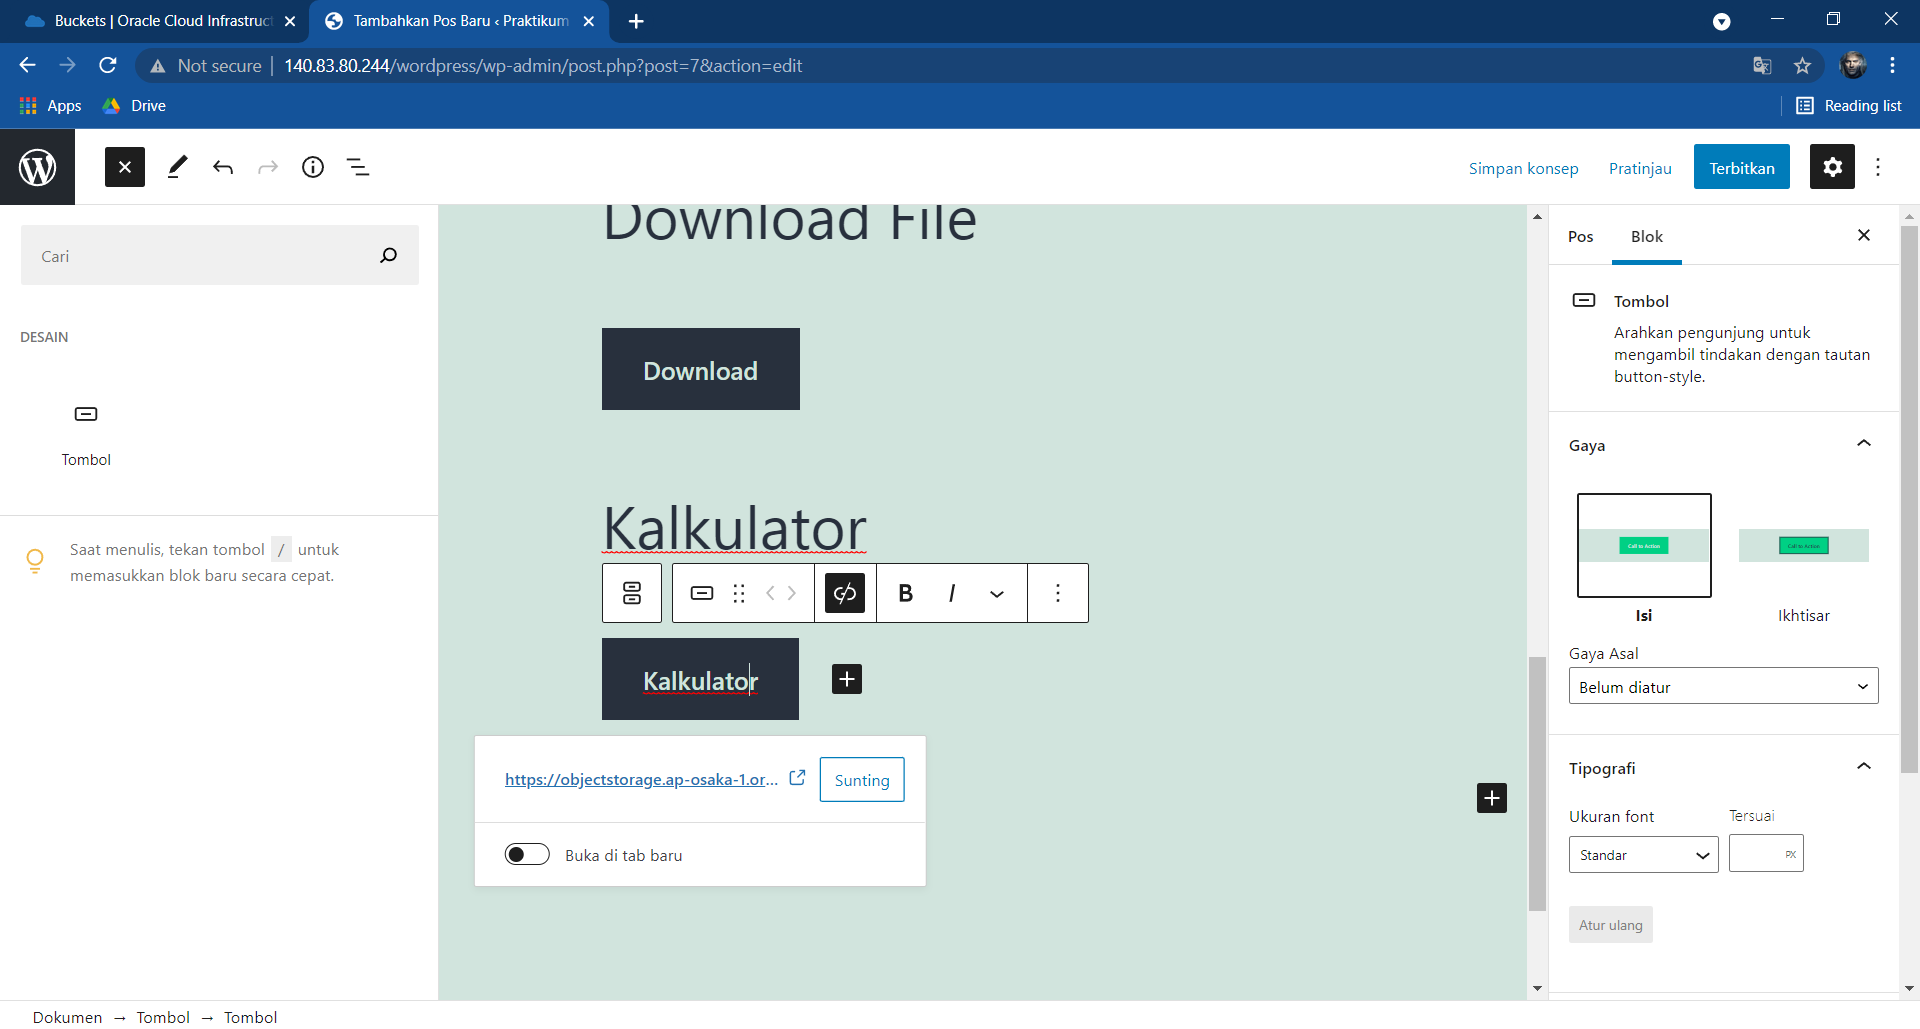 Buckets | Oracle Cloud Infrastruct
Tambahkan Pos Baru ‹ Praktikum
Not secure
140.83.80.244/wordpress/wp-admin/post.php?post=7&action=edit
Apps
Drive
Reading list
Simpan konsep
Pratinjau
Terbitkan
Cari
DESAIN
Tombol
Saat menulis, tekan tombol / untuk
memasukkan blok baru secara cepat.
Download File
Download
Kalkulator
B I
Kalkulator
https://objectstorage.ap-osaka-1.or...
Sunting
Buka di tab baru
Pos
Blok
Tombol
Arahkan pengunjung untuk
mengambil tindakan dengan tautan
button-style.
Gaya
Call to Action
Call to Action
Isi
Ikhtisar
Gaya Asal
Belum diatur
Tipografi
Ukuran font
Tersuai
Standar
PX
Atur ulang
Dokumen → Tombol → Tombol